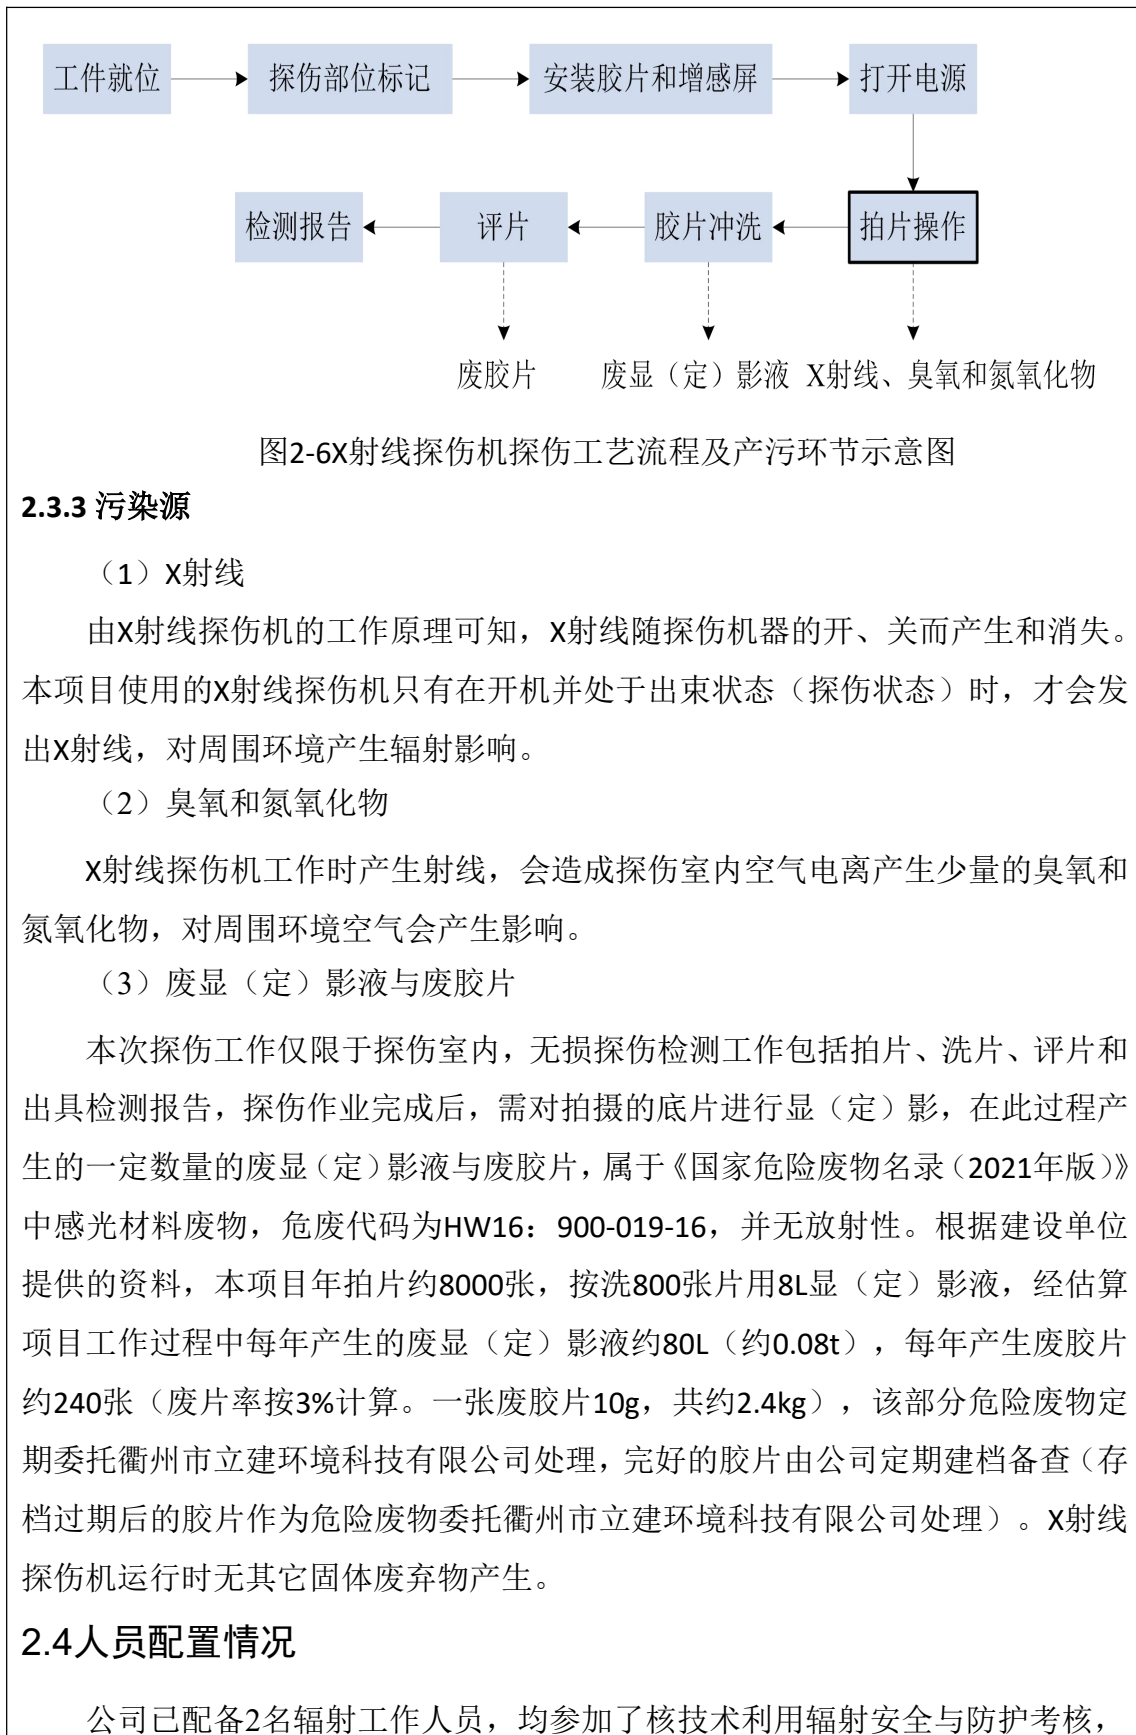 工件就位
探伤部位标记
安装胶片和增感屏
打开电源
检测报告
评片
胶片冲洗
拍片操作
废胶片
废显（定）影液
X射线、臭氧和氮氧化物
图2-6X射线探伤机探伤工艺流程及产污环节示意图
2.3.3 污染源
（1）X射线
由X射线探伤机的工作原理可知，X射线随探伤机器的开、关而产生和消失。
本项目使用的X射线探伤机只有在开机并处于出束状态（探伤状态）时，才会发
出X射线，对周围环境产生辐射影响。
（2）臭氧和氮氧化物
X射线探伤机工作时产生射线，会造成探伤室内空气电离产生少量的臭氧和
氮氧化物，对周围环境空气会产生影响。
（3）废显（定）影液与废胶片
本次探伤工作仅限于探伤室内，无损探伤检测工作包括拍片、洗片、评片和
出具检测报告，探伤作业完成后，需对拍摄的底片进行显（定）影，在此过程产
生的一定数量的废显（定）影液与废胶片，属于《国家危险废物名录（2021年版）》
中感光材料废物，危废代码为HW16：900-019-16，并无放射性。根据建设单位
提供的资料，本项目年拍片约8000张，按洗800张片用8L显（定）影液，经估算
项目工作过程中每年产生的废显（定）影液约80L（约0.08t），每年产生废胶片
约240张（废片率按3%计算。一张废胶片10g，共约2.4kg），该部分危险废物定
期委托衢州市立建环境科技有限公司处理，完好的胶片由公司定期建档备查（存
档过期后的胶片作为危险废物委托衢州市立建环境科技有限公司处理）。X射线
探伤机运行时无其它固体废弃物产生。
2.4人员配置情况
公司已配备2名辐射工作人员，均参加了核技术利用辐射安全与防护考核，